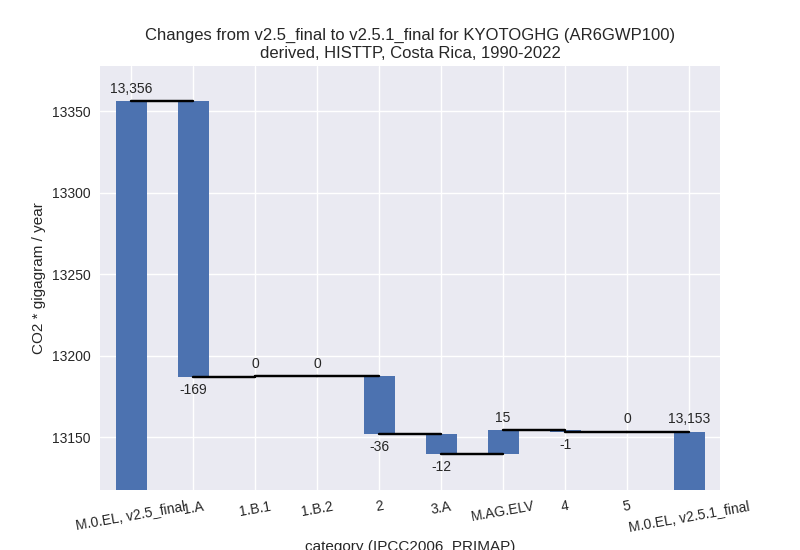 Changes from v2.5_final to v2.5.1_final for KYOTOGHG (AR6GWP100)
derived, HISTTP, Costa Rica, 1990-2022
CO2 * gigagram / year
13350
13300
13250
13200
13150
13,356
-169
0
0
-36
-12
15
-1
0
13,153
M.0.EL, v2.5_final
1.A
1.B.1
1.B.2
2
3.A
M.AG.ELV
4
5
M.0.EL, v2.5.1_final
category (IPCC2006_PRIMAP)